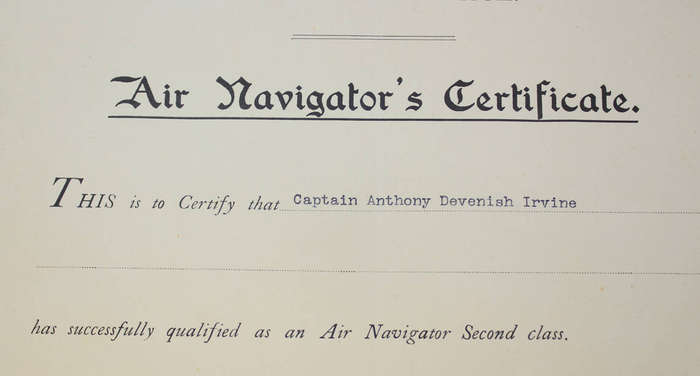 Air Navigator's Certificate.
THIS is to Certify that Captain Anthony Devenish Irvine
has successfully qualified as an Air Navigator Second class.